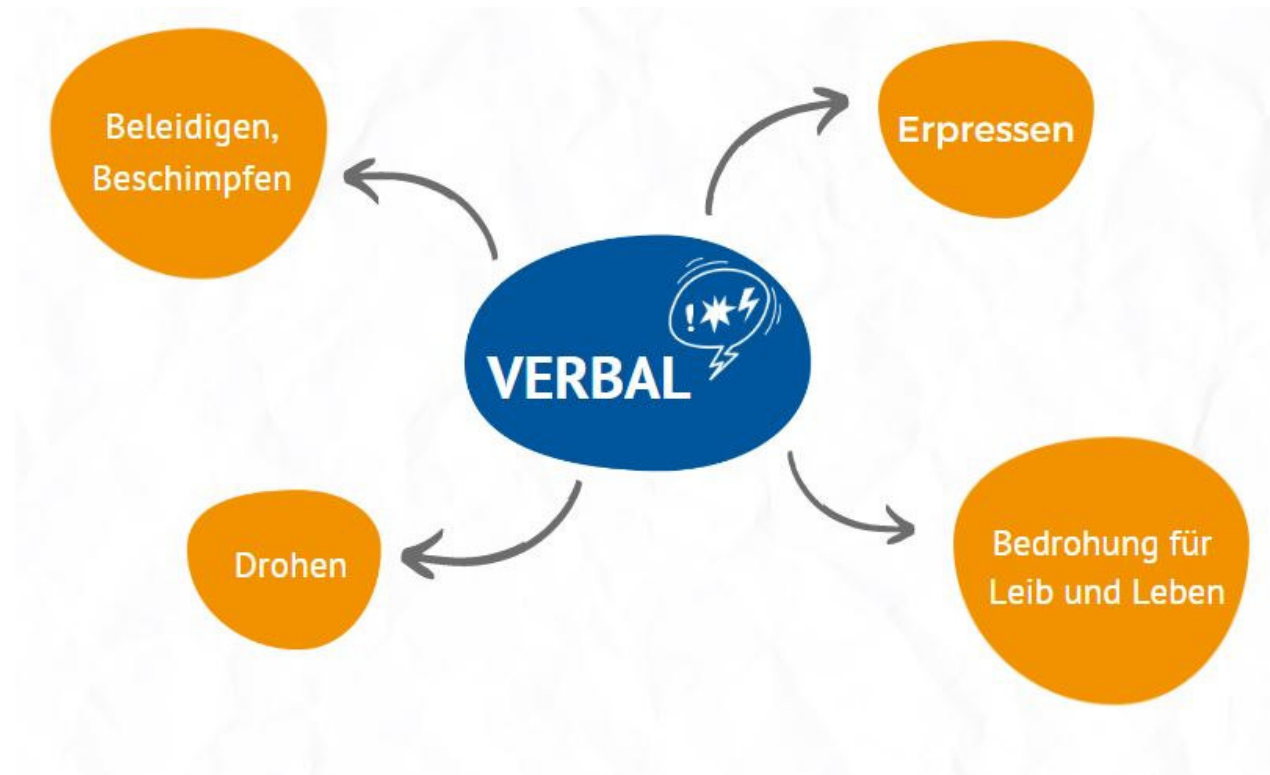 Beleidigen,
Beschimpfen
Erpressen
VERBAL
Drohen
Bedrohung für
Leib und Leben